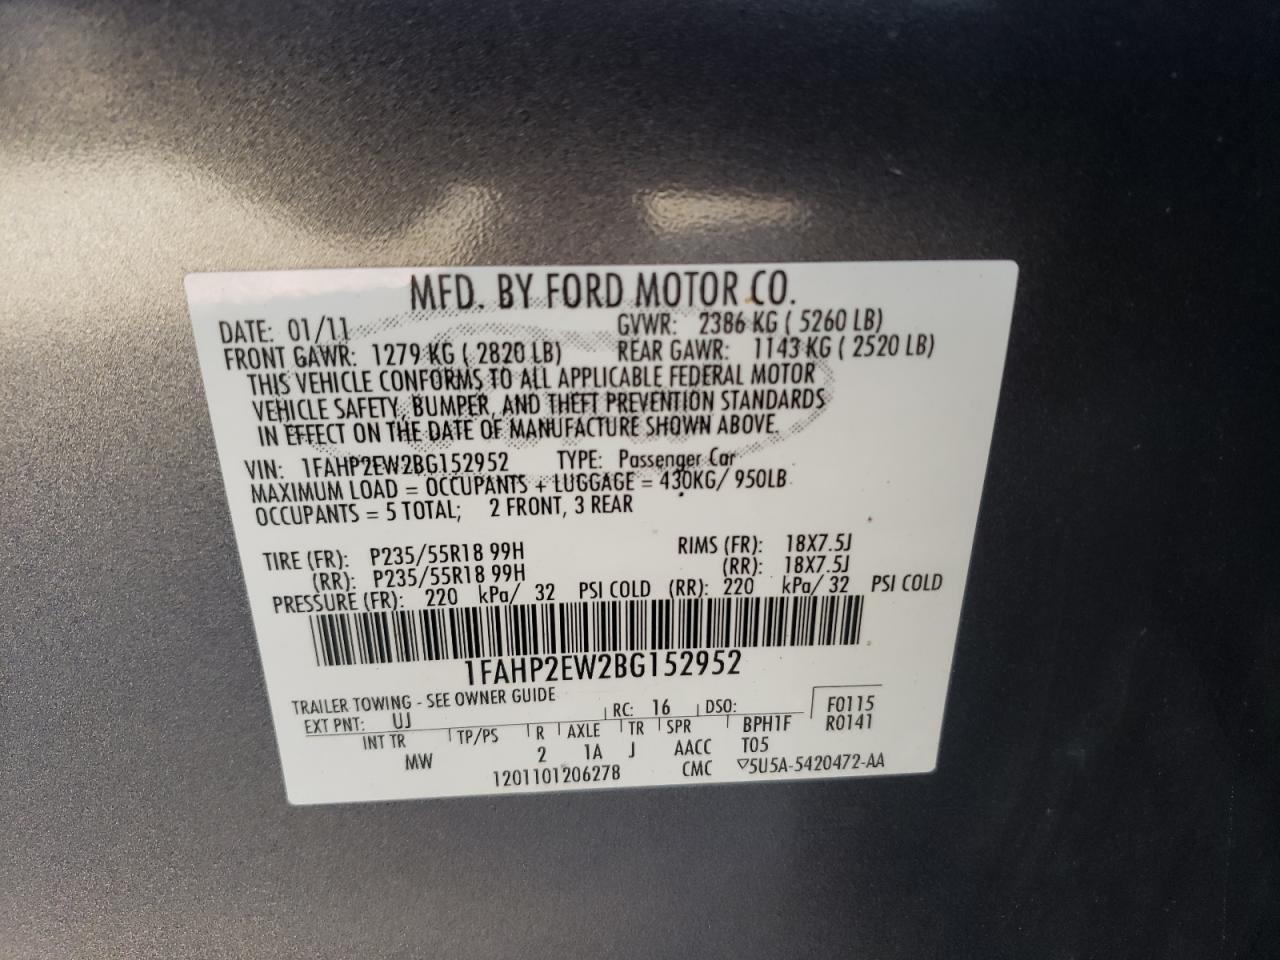 MFD. BY FORD MOTOR CO.
DATE: 01/11 GVWR: 2386 KG ( 5260 LB)
FRONT GAWR: 1279 KG ( 2820 LB) REAR GAWR: 1143 KG ( 2520 LB)
THIS VEHICLE CONFORMS TO ALL APPLICABLE FEDERAL MOTOR
VEHICLE SAFETY, BUMPER, AND THEFT PREVENTION STANDARDS
IN EFFECT ON THE DATE OF MANUFACTURE SHOWN ABOVE.
VIN: 1FAHP2EW2BG152952 TYPE: Passenger Car
MAXIMUM LOAD = OCCUPANTS + LUGGAGE = 430KG/ 950LB
OCCUPANTS = 5 TOTAL; 2 FRONT, 3 REAR
TIRE (FR): P235/55R18 99H RIMS (FR): 18X7.5J
(RR): P235/55R18 99H (RR): 18X7.5J
PRESSURE (FR): 220 kPa/ 32 PSI COLD (RR): 220 kPa/ 32 PSI COLD
1FAHP2EW2BG152952
TRAILER TOWING - SEE OWNER GUIDE
EXT PNT: UJ RC: 16 DSO: F0115
INT TR TP/PS R AXLE TR SPR BPH1F R0141
MW 2 1A J AACC T05
1201101206278 CMC ▽5U5A-5420472-AA